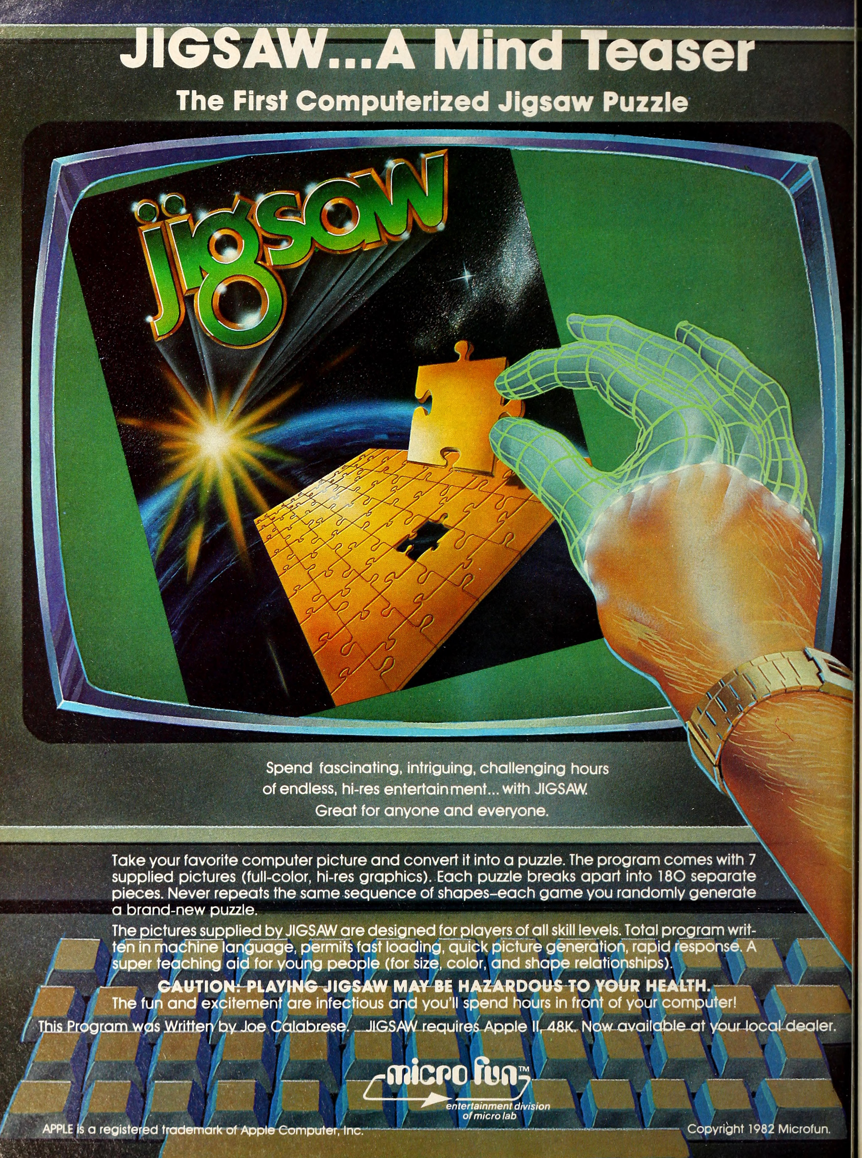 JIGSAW...A Mind Teaser
The First Computerized Jigsaw Puzzle
jigsaw
Spend fascinating, intriguing, challenging hours
of endless, hi-res entertainment... with JIGSAW.
Great for anyone and everyone.
Take your favorite computer picture and convert it into a puzzle. The program comes with 7
supplied pictures (full-color, hi-res graphics). Each puzzle breaks apart into 180 separate
pieces. Never repeats the same sequence of shapes–each game you randomly generate
a brand-new puzzle.
The pictures supplied by JIGSAW are designed for players of all skill levels. Total program writ-
ten in machine language, permits fast loading, quick picture generation, rapid response. A
super teaching aid for young people (for size, color, and shape relationships).
CAUTION: PLAYING JIGSAW MAY BE HAZARDOUS TO YOUR HEALTH.
The fun and excitement are infectious and you'll spend hours in front of your computer!
This Program was Written by Joe Calabrese. JIGSAW requires Apple II, 48K. Now available at your local dealer.
micro fun™
entertainment division
of micro lab
APPLE is a registered trademark of Apple Computer, Inc.
Copyright 1982 Microfun.